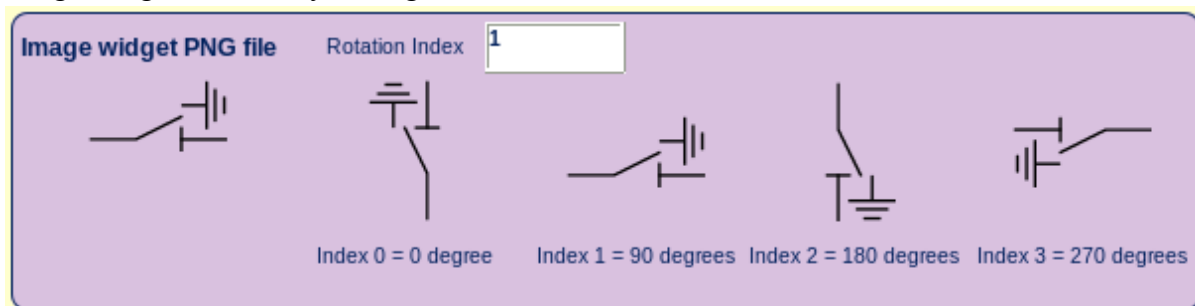 Image widget PNG file Rotation Index 1
Index 0 = 0 degree Index 1 = 90 degrees Index 2 = 180 degrees Index 3 = 270 degrees